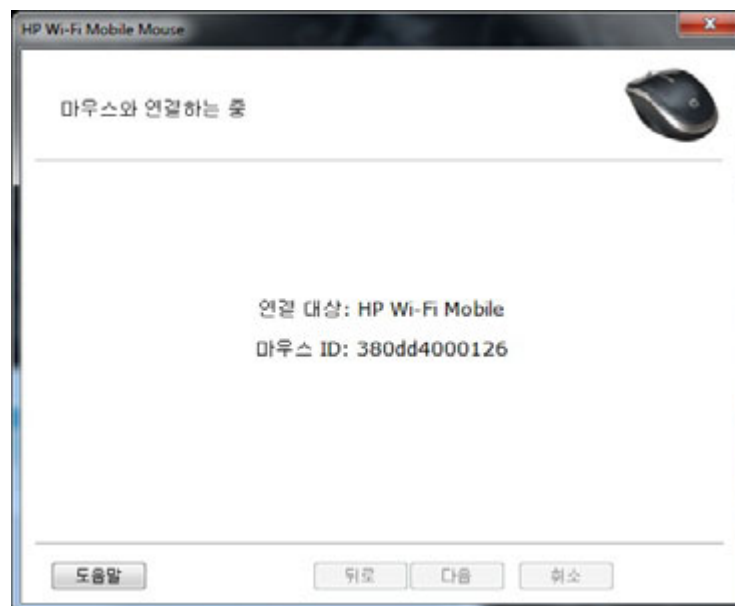 HP Wi-Fi Mobile Mouse
마우스와 연결하는 중
연결 대상: HP Wi-Fi Mobile
마우스 ID: 380dd4000126
도움말 뒤로 다음 취소